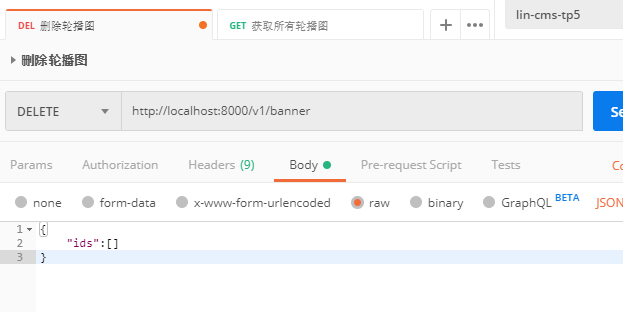 DEL 删除轮播图 GET 获取所有轮播图 + ••• lin-cms-tp5
删除轮播图
DELETE http://localhost:8000/v1/banner Se
Params Authorization Headers (9) Body Pre-request Script Tests Co
none form-data x-www-form-urlencoded raw binary GraphQL BETA JSON
1 {
2 "ids":[]
3 }